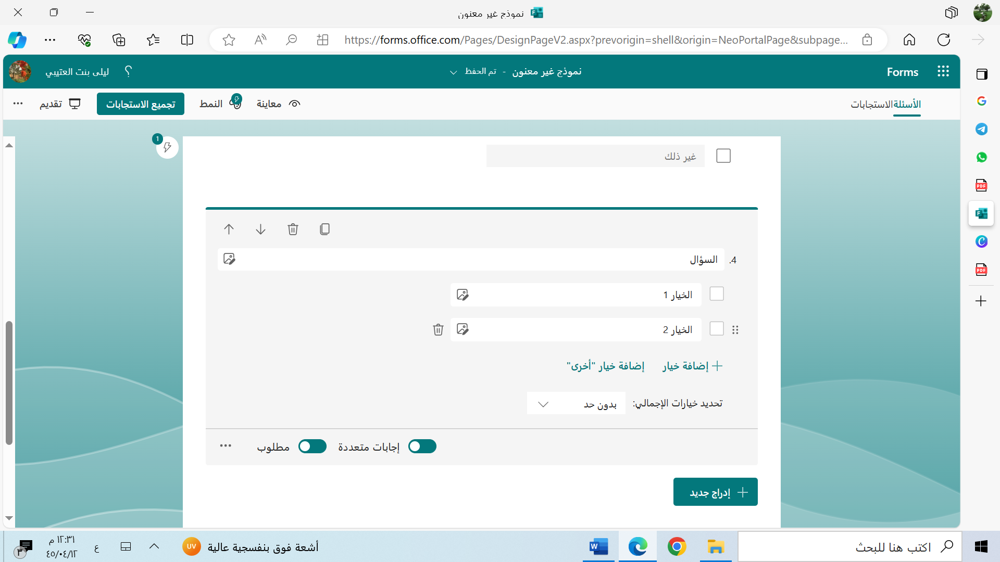 نموذج غير معنون
https://forms.office.com/Pages/DesignPageV2.aspx?prevorigin=shell&origin=NeoPortalPage&subpage...
Forms
نموذج غير معنون - تم الحفظ
ليلى بنت العتيبي
؟
الأسئلة
الاستجابات
معاينة
النمط
تجميع الاستجابات
تقديم
1
غير ذلك
4. السؤال
الخيار 1
الخيار 2
إضافة خيار
إضافة خيار "أخرى"
تحديد خيارات الإجمالي:
بدون حد
إجابات متعددة
مطلوب
إدراج جديد
PDF
PDF
اكتب هنا للبحث
أشعة فوق بنفسجية عالية
UV
ع
١٢:٣١ م
٤٥/٠٤/١٢
٣